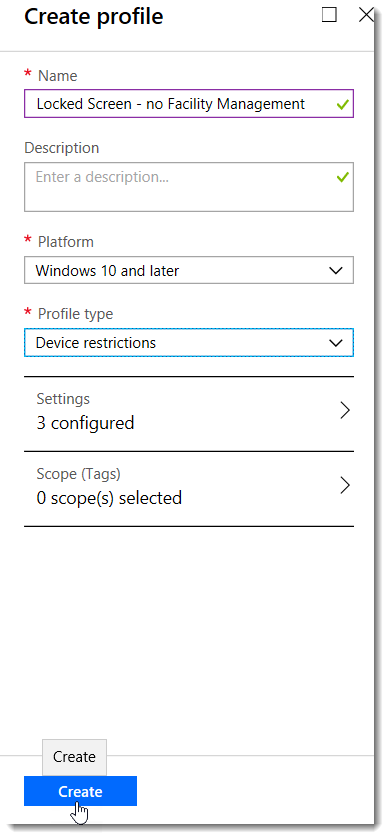 Create profile
* Name
Locked Screen - no Facility Management
Description
Enter a description...
* Platform
Windows 10 and later
* Profile type
Device restrictions
Settings
3 configured
Scope (Tags)
0 scope(s) selected
Create
Create